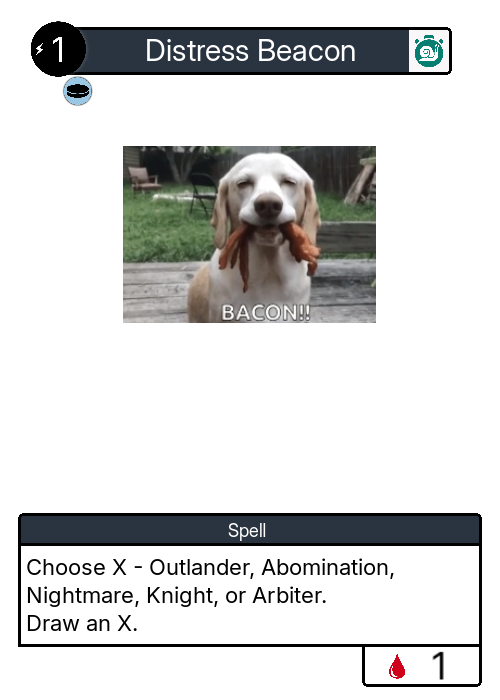 1
Distress Beacon
BACON!!
Spell
Choose X - Outlander, Abomination,
Nightmare, Knight, or Arbiter.
Draw an X.
1